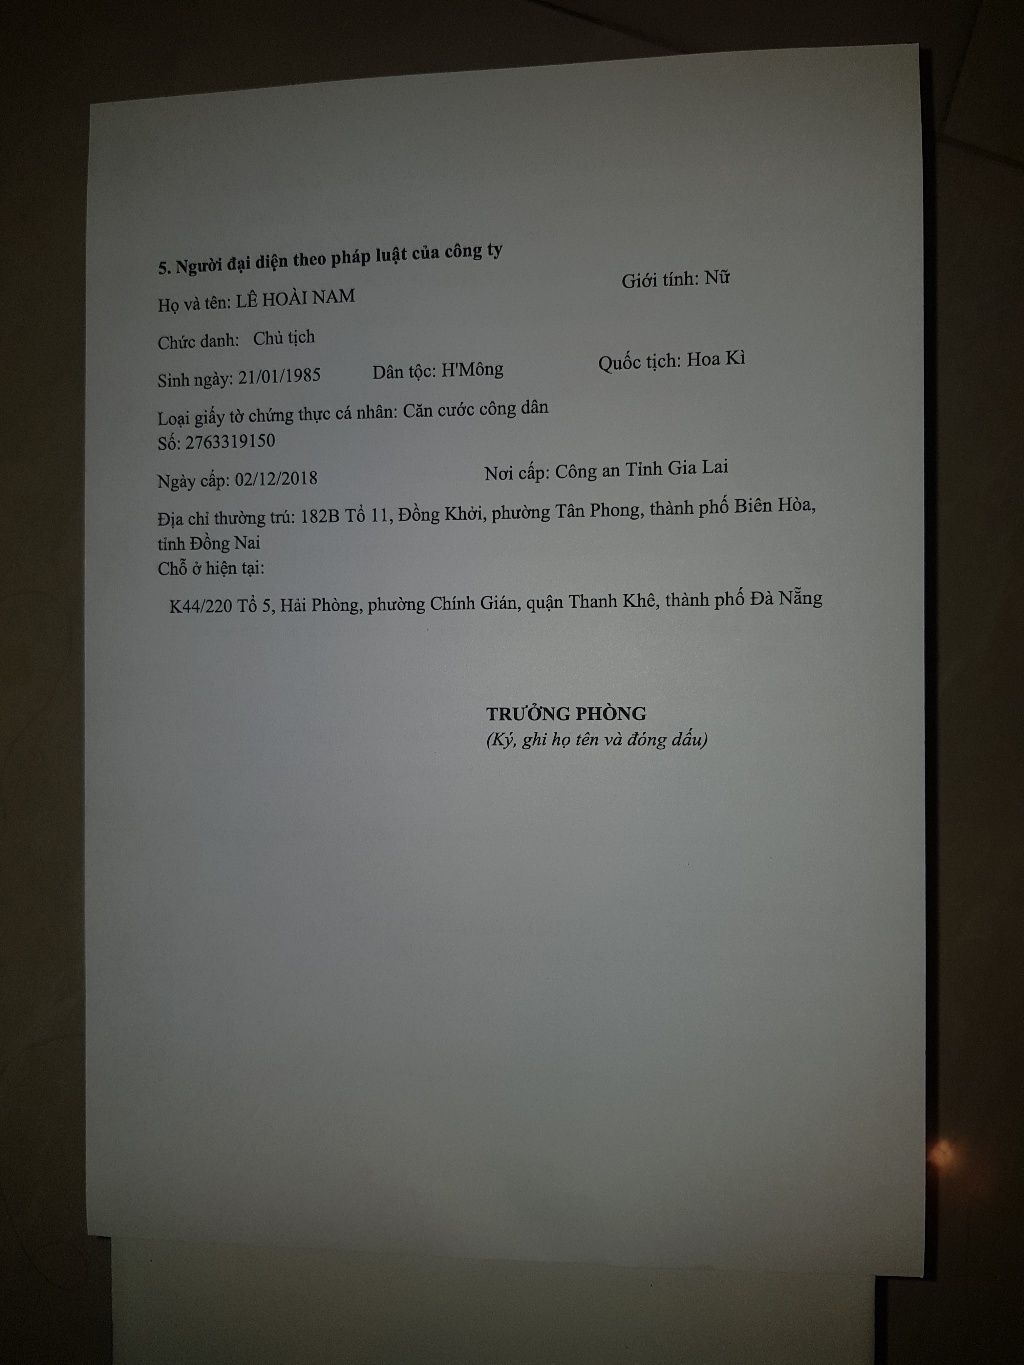 5. Người đại diện theo pháp luật của công ty
Họ và tên: LÊ HOÀI NAM Giới tính: Nữ
Chức danh: Chủ tịch
Sinh ngày: 21/01/1985 Dân tộc: H'Mông Quốc tịch: Hoa Kì
Loại giấy tờ chứng thực cá nhân: Căn cước công dân
Số: 2763319150
Ngày cấp: 02/12/2018 Nơi cấp: Công an Tỉnh Gia Lai
Địa chỉ thường trú: 182B Tổ 11, Đồng Khởi, phường Tân Phong, thành phố Biên Hòa,
tỉnh Đồng Nai
Chỗ ở hiện tại:
K44/220 Tổ 5, Hải Phòng, phường Chính Gián, quận Thanh Khê, thành phố Đà Nẵng
TRƯỞNG PHÒNG
(Ký, ghi họ tên và đóng dấu)